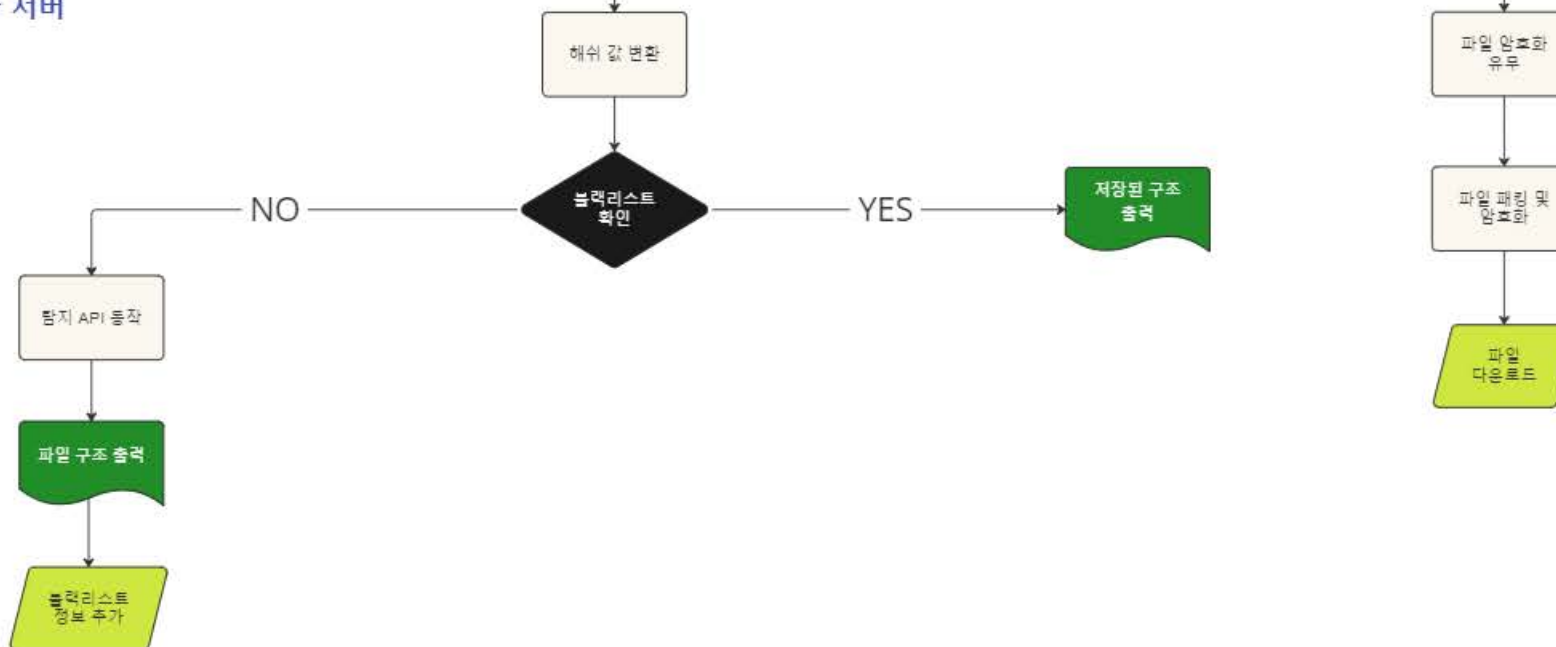 서버
해쉬 값 변환
파일 암호화
유무
블랙리스트
확인
NO
YES
저장된 구조
출력
파일 패킹 및
암호화
탐지 API 동작
파일
다운로드
파일 구조 출력
블랙리스트
정보 추가